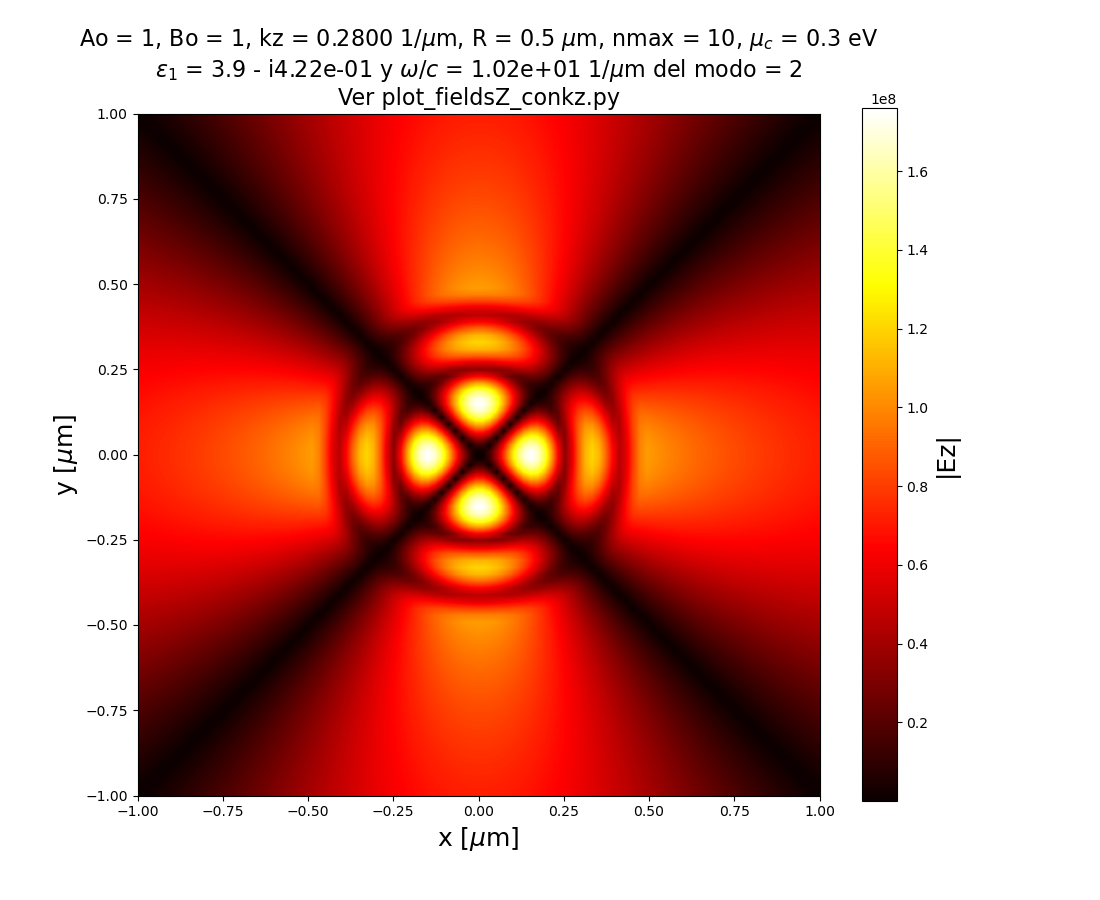 Ao = 1, Bo = 1, kz = 0.2800 1/μm, R = 0.5 μm, nmax = 10, μc = 0.3 eV
ε1 = 3.9 - i4.22e-01 y ω/c = 1.02e+01 1/μm del modo = 2
Ver plot_fieldsZ_conkz.py
1e8
1.00
0.75
0.50
0.25
0.00
−0.25
−0.50
−0.75
−1.00
y [μm]
−1.00 −0.75 −0.50 −0.25 0.00 0.25 0.50 0.75 1.00
x [μm]
1.6
1.4
1.2
1.0
0.8
0.6
0.4
0.2
|Ez|